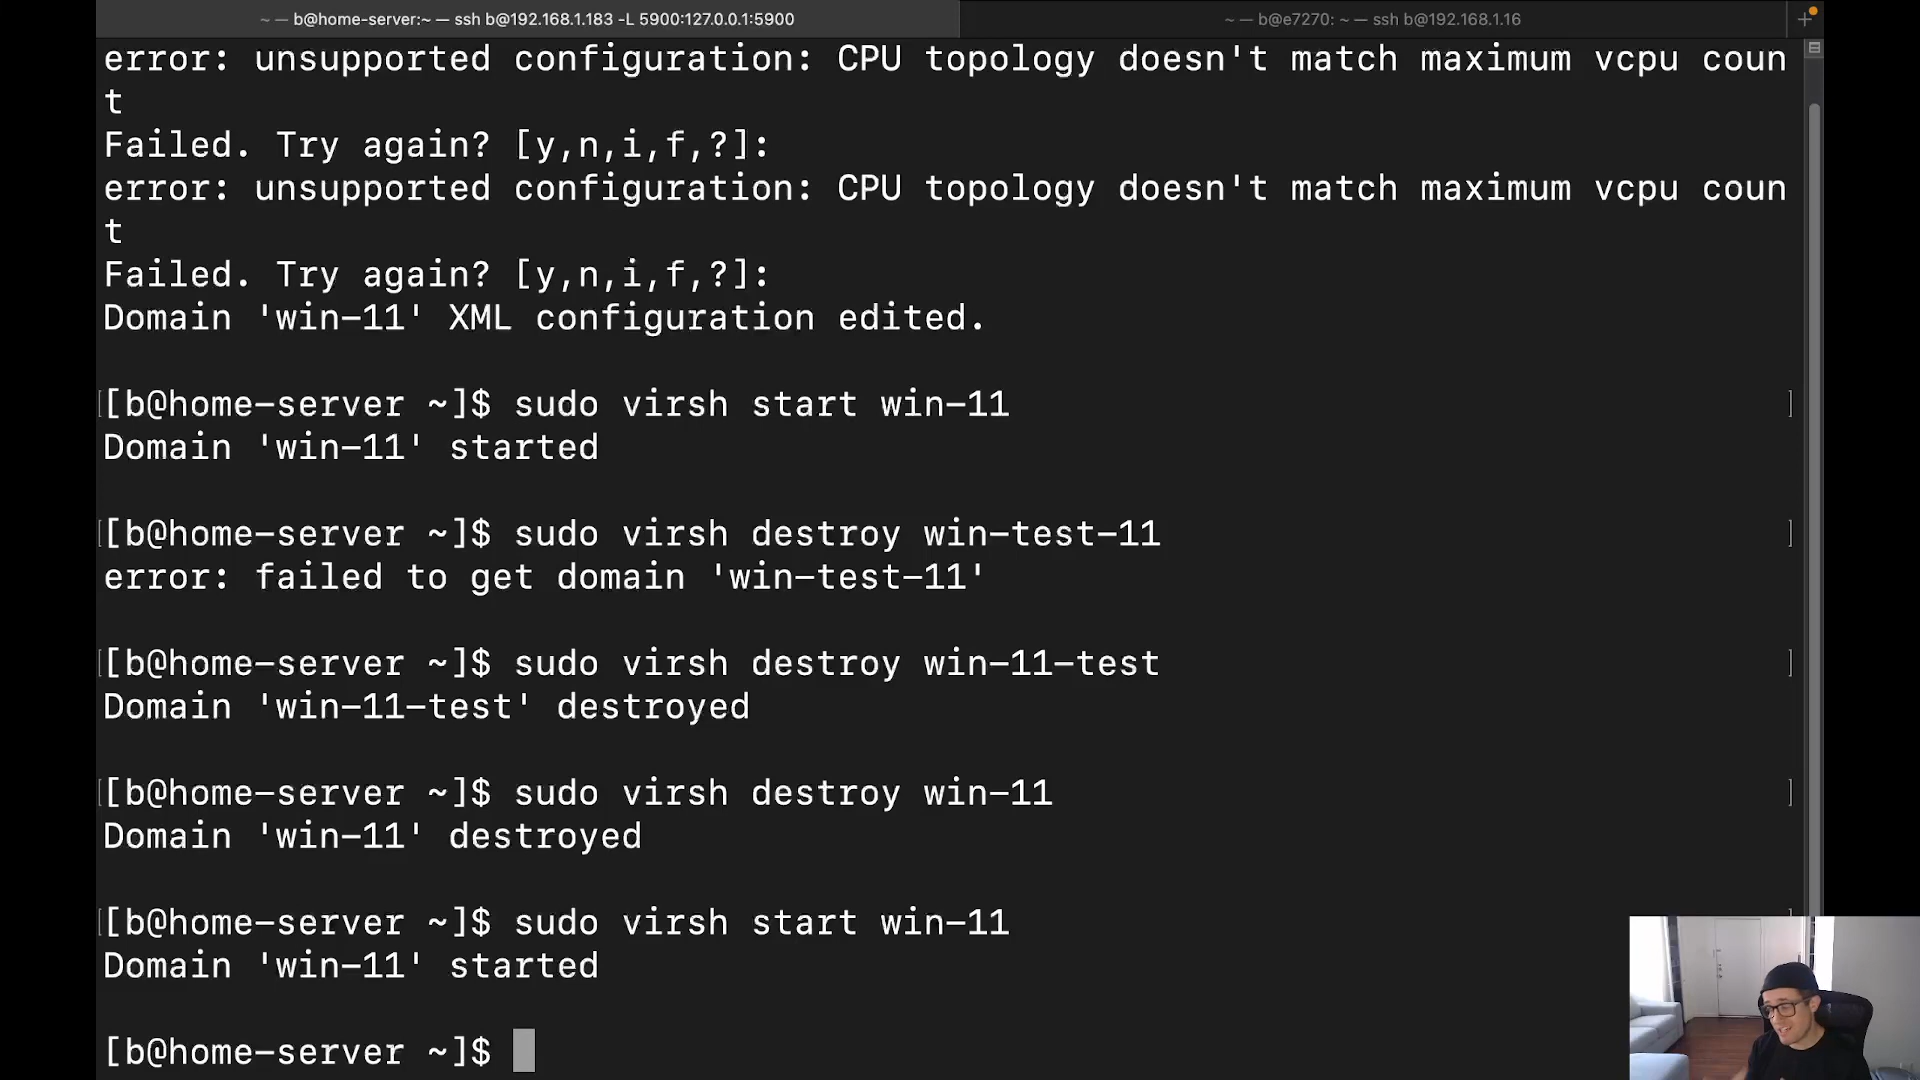 ~ — b@home-server:~ — ssh b@192.168.1.183 -L 5900:127.0.0.1:5900
~ — b@e7270: ~ — ssh b@192.168.1.16
error: unsupported configuration: CPU topology doesn't match maximum vcpu coun
t
Failed. Try again? [y,n,i,f,?]:
error: unsupported configuration: CPU topology doesn't match maximum vcpu coun
t
Failed. Try again? [y,n,i,f,?]:
Domain 'win-11' XML configuration edited.
[b@home-server ~]$ sudo virsh start win-11
Domain 'win-11' started
[b@home-server ~]$ sudo virsh destroy win-test-11
error: failed to get domain 'win-test-11'
[b@home-server ~]$ sudo virsh destroy win-11-test
Domain 'win-11-test' destroyed
[b@home-server ~]$ sudo virsh destroy win-11
Domain 'win-11' destroyed
[b@home-server ~]$ sudo virsh start win-11
Domain 'win-11' started
[b@home-server ~]$